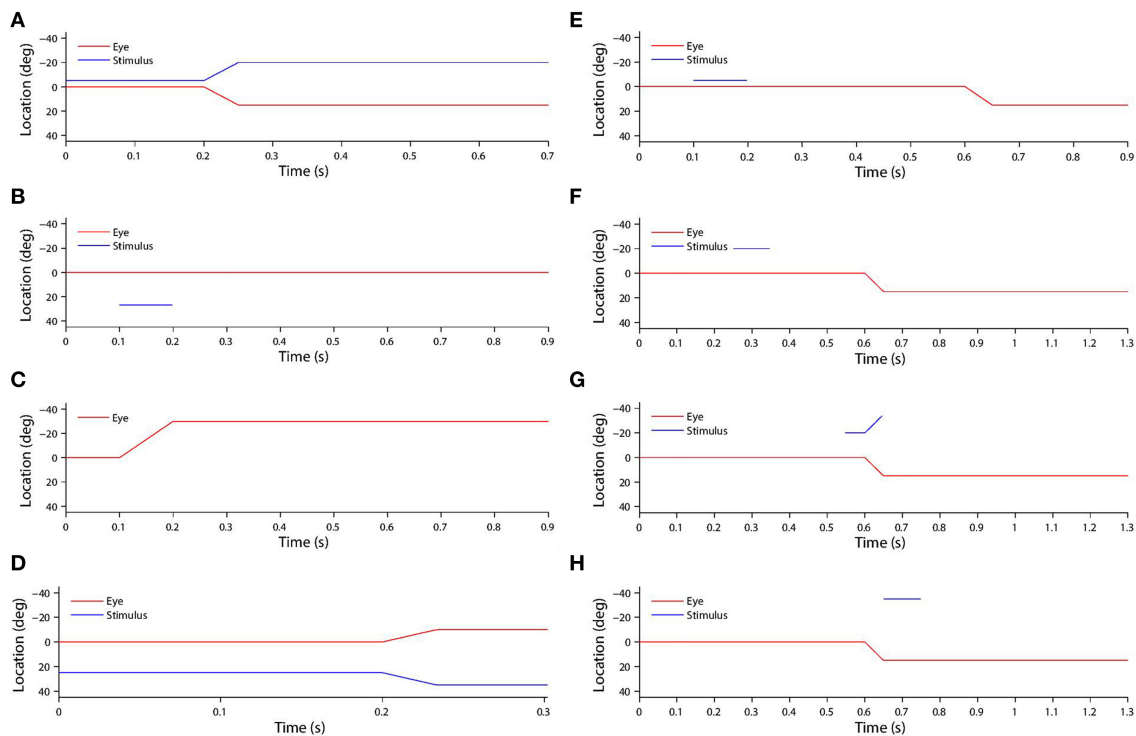 A
Location (deg)
−40
−20
0
20
40
Eye
Stimulus
0 0.1 0.2 0.3 0.4 0.5 0.6 0.7
Time (s)
B
Location (deg)
−40
−20
0
20
40
Eye
Stimulus
0 0.1 0.2 0.3 0.4 0.5 0.6 0.7 0.8 0.9
Time (s)
C
Location (deg)
−40
−20
0
20
40
Eye
0 0.1 0.2 0.3 0.4 0.5 0.6 0.7 0.8 0.9
Time (s)
D
Location (deg)
−40
−20
0
20
40
Eye
Stimulus
0 0.1 0.2 0.3
Time (s)
E
Location (deg)
−40
−20
0
20
40
Eye
Stimulus
0 0.1 0.2 0.3 0.4 0.5 0.6 0.7 0.8 0.9
Time (s)
F
Location (deg)
−40
−20
0
20
40
Eye
Stimulus
0 0.1 0.2 0.3 0.4 0.5 0.6 0.7 0.8 0.9 1 1.1 1.2 1.3
Time (s)
G
Location (deg)
−40
−20
0
20
40
Eye
Stimulus
0 0.1 0.2 0.3 0.4 0.5 0.6 0.7 0.8 0.9 1 1.1 1.2 1.3
Time (s)
H
Location (deg)
−40
−20
0
20
40
Eye
Stimulus
0 0.1 0.2 0.3 0.4 0.5 0.6 0.7 0.8 0.9 1 1.1 1.2 1.3
Time (s)